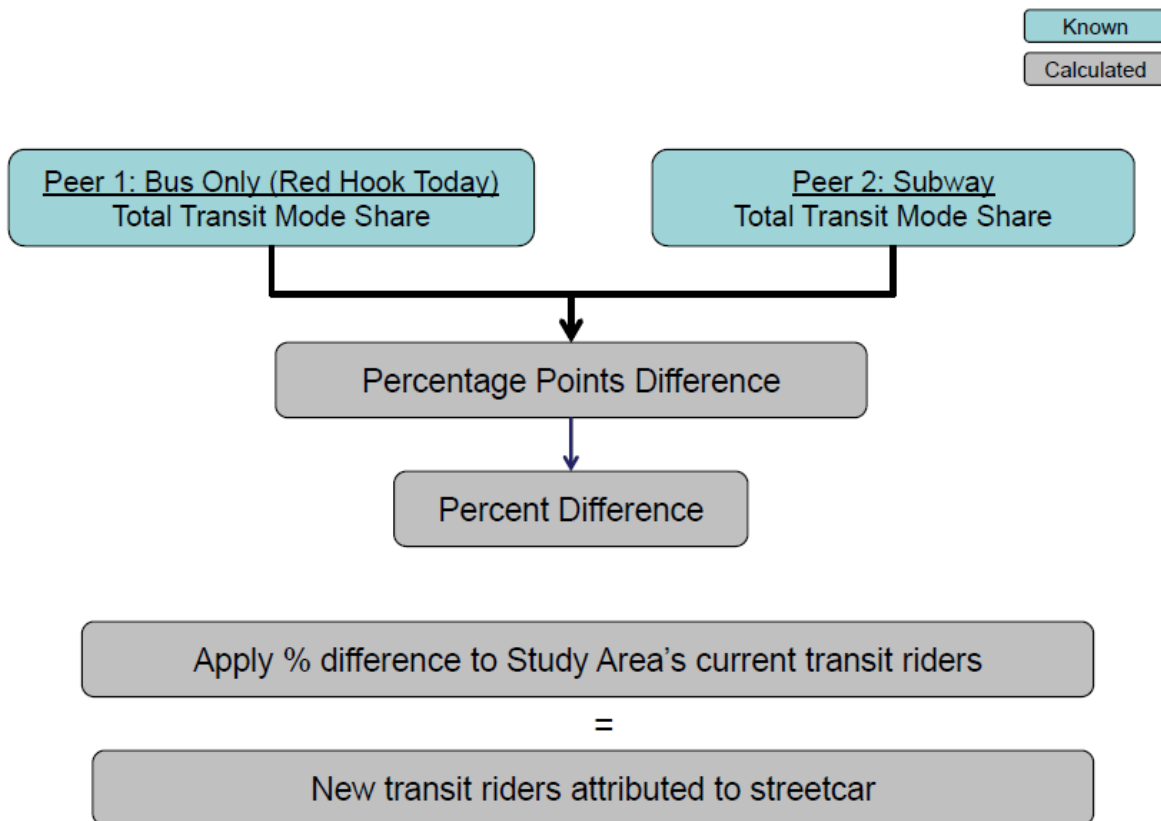 Known
Calculated
Peer 1: Bus Only (Red Hook Today)
Total Transit Mode Share
Peer 2: Subway
Total Transit Mode Share
Percentage Points Difference
Percent Difference
Apply % difference to Study Area’s current transit riders
=
New transit riders attributed to streetcar